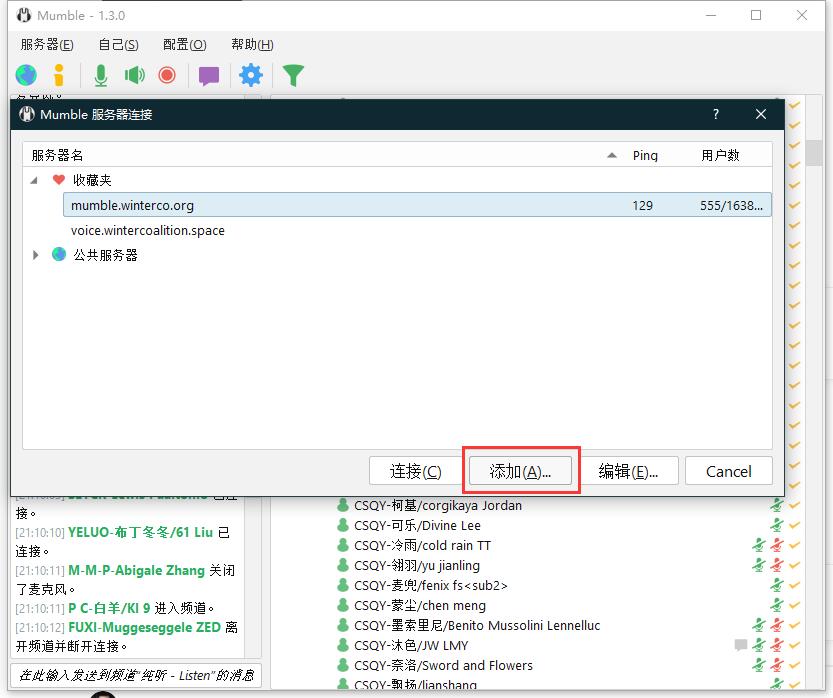 Mumble - 1.3.0
服务器(E) 自己(S) 配置(O) 帮助(H)
Mumble 服务器连接 ?
服务器名 Ping 用户数
收藏夹
mumble.winterco.org 129 555/1638...
voice.wintercoalition.space
公共服务器
连接(C) 添加(A)... 编辑(E)... Cancel
接。
[21:10:10] YELUO-布丁冬冬/61 Liu 已
连接。
[21:10:11] M-M-P-Abigale Zhang 关闭
了麦克风。
[21:10:11] P C-白羊/KI 9 进入频道。
[21:10:12] FUXI-Muggeseggele ZED 离
开频道并断开连接。
在此输入发送到频道"纯听 - Listen"的消息
CSQY-柯基/corgikaya Jordan
CSQY-可乐/Divine Lee
CSQY-冷雨/cold rain TT
CSQY-翎羽/yu jianling
CSQY-麦兜/fenix fs<sub2>
CSQY-蒙尘/chen meng
CSQY-墨索里尼/Benito Mussolini Lennelluc
CSQY-沐色/JW LMY
CSQY-奈洛/Sword and Flowers
CSQY-飘扬/jianshang